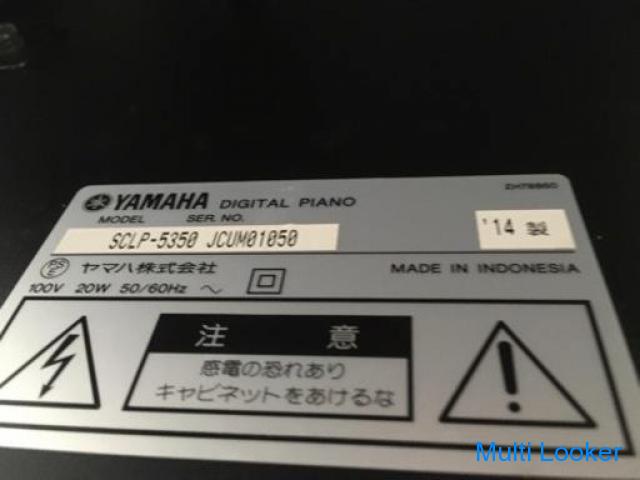 ZH78860
YAMAHA DIGITAL PIANO
MODEL SER. NO.
SCLP-5350 JCUM01050
'14 製
ヤマハ株式会社
MADE IN INDONESIA
100V 20W 50/60Hz ～
注意
感電の恐れあり
キャビネットをあけるな
Multi Looker